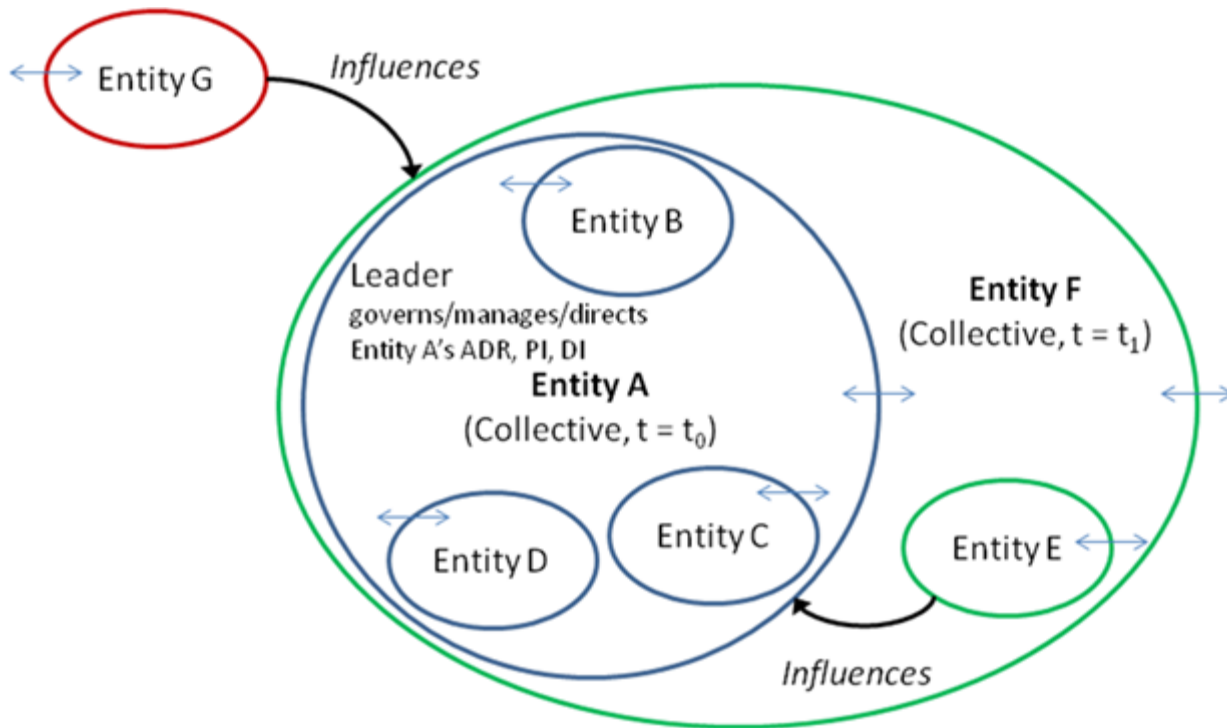 Entity G
Influences
Entity B
Leader
governs/manages/directs
Entity A's ADR, PI, DI
Entity A
(Collective, t = t₀)
Entity F
(Collective, t = t₁)
Entity D
Entity C
Entity E
Influences